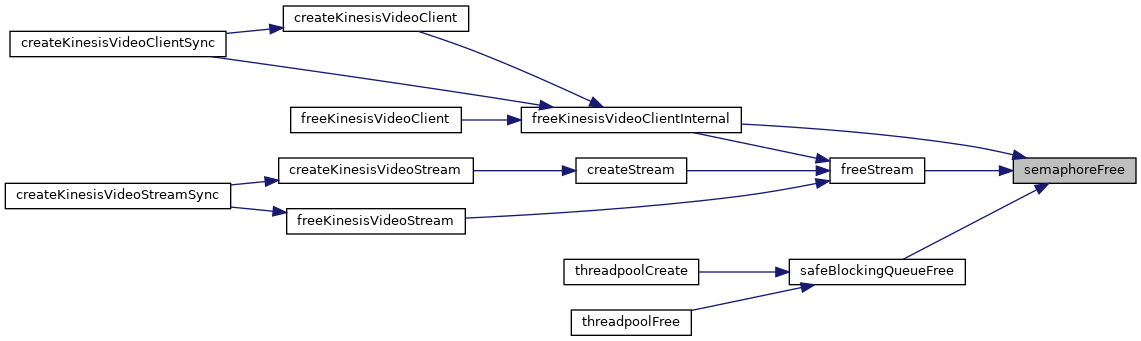 createKinesisVideoClient
createKinesisVideoClientSync
freeKinesisVideoClient
freeKinesisVideoClientInternal
createKinesisVideoStream
createStream
freeStream
semaphoreFree
createKinesisVideoStreamSync
freeKinesisVideoStream
threadpoolCreate
safeBlockingQueueFree
threadpoolFree